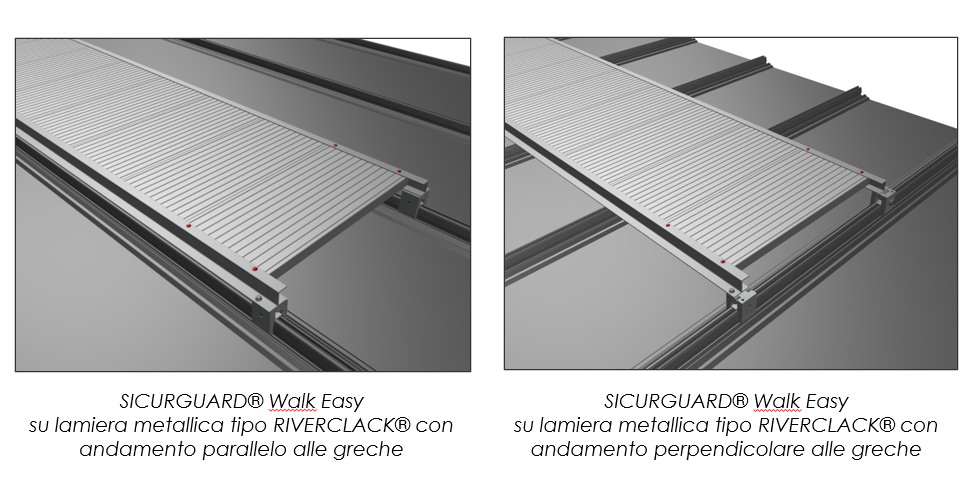 SICURGUARD® Walk Easy
su lamiera metallica tipo RIVERCLACK® con
andamento parallelo alle greche
SICURGUARD® Walk Easy
su lamiera metallica tipo RIVERCLACK® con
andamento perpendicolare alle greche